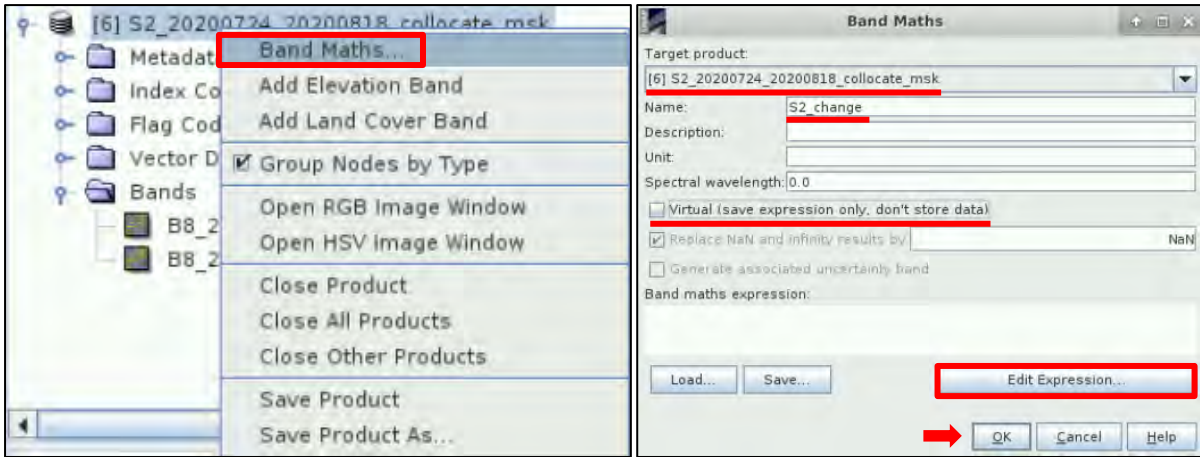 [6] S2_20200724_20200818_collocate_msk
Band Maths...
Metadat
Add Elevation Band
Index Co
Add Land Cover Band
Flag Cod
Vector D
Group Nodes by Type
Bands
Open RGB Image Window
B8_2
Open HSV Image Window
B8_2
Close Product
Close All Products
Close Other Products
Save Product
Save Product As...
Band Maths
Target product:
[6] S2_20200724_20200818_collocate_msk
Name: S2_change
Description:
Unit:
Spectral wavelength: 0.0
Virtual (save expression only, don't store data)
Replace NaN and infinity results by NaN
Generate associated uncertainty band
Band maths expression:
Load... Save... Edit Expression...
OK Cancel Help